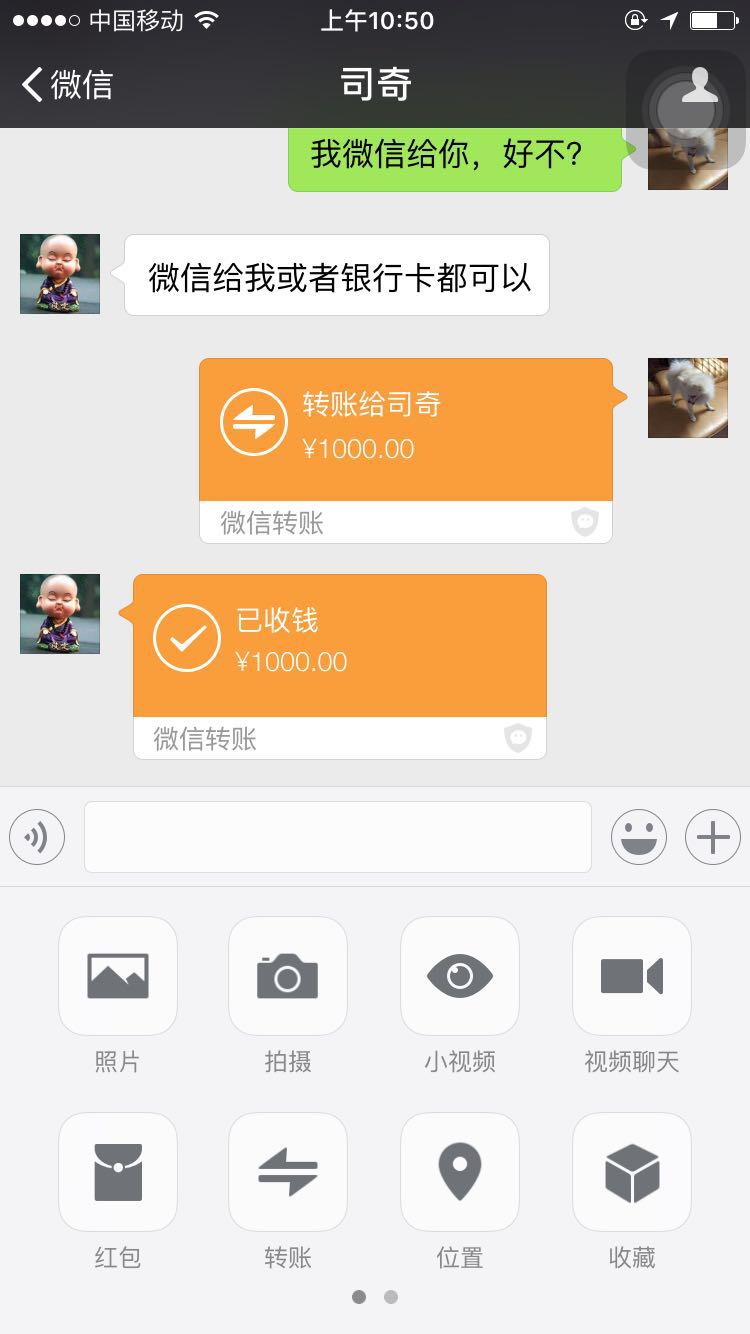 中国移动 上午10:50
微信 司奇
我微信给你，好不?
微信给我或者银行卡都可以
转账给司奇
¥1000.00
微信转账
已收钱
¥1000.00
微信转账
照片 拍摄 小视频 视频聊天
红包 转账 位置 收藏